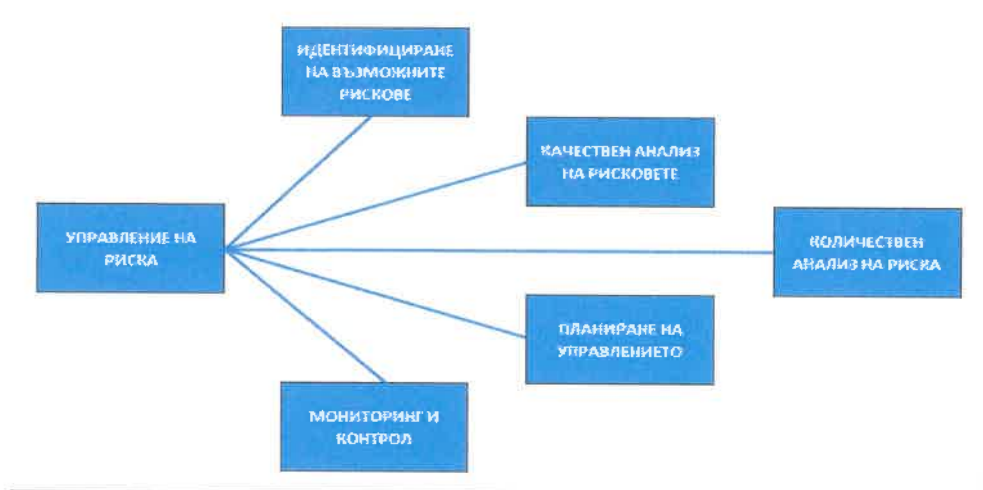 ИДЕНТИФИЦИРАНЕ
НА ВЪЗМОЖНИТЕ
РИСКОВЕ
КАЧЕСТВЕН АНАЛИЗ
НА РИСКОВЕТЕ
УПРАВЛЕНИЕ НА
РИСКА
КОЛИЧЕСТВЕН
АНАЛИЗ НА РИСКА
ПЛАНИРАНЕ НА
УПРАВЛЕНИЕТО
МОНИТОРИНГ И
КОНТРОЛ